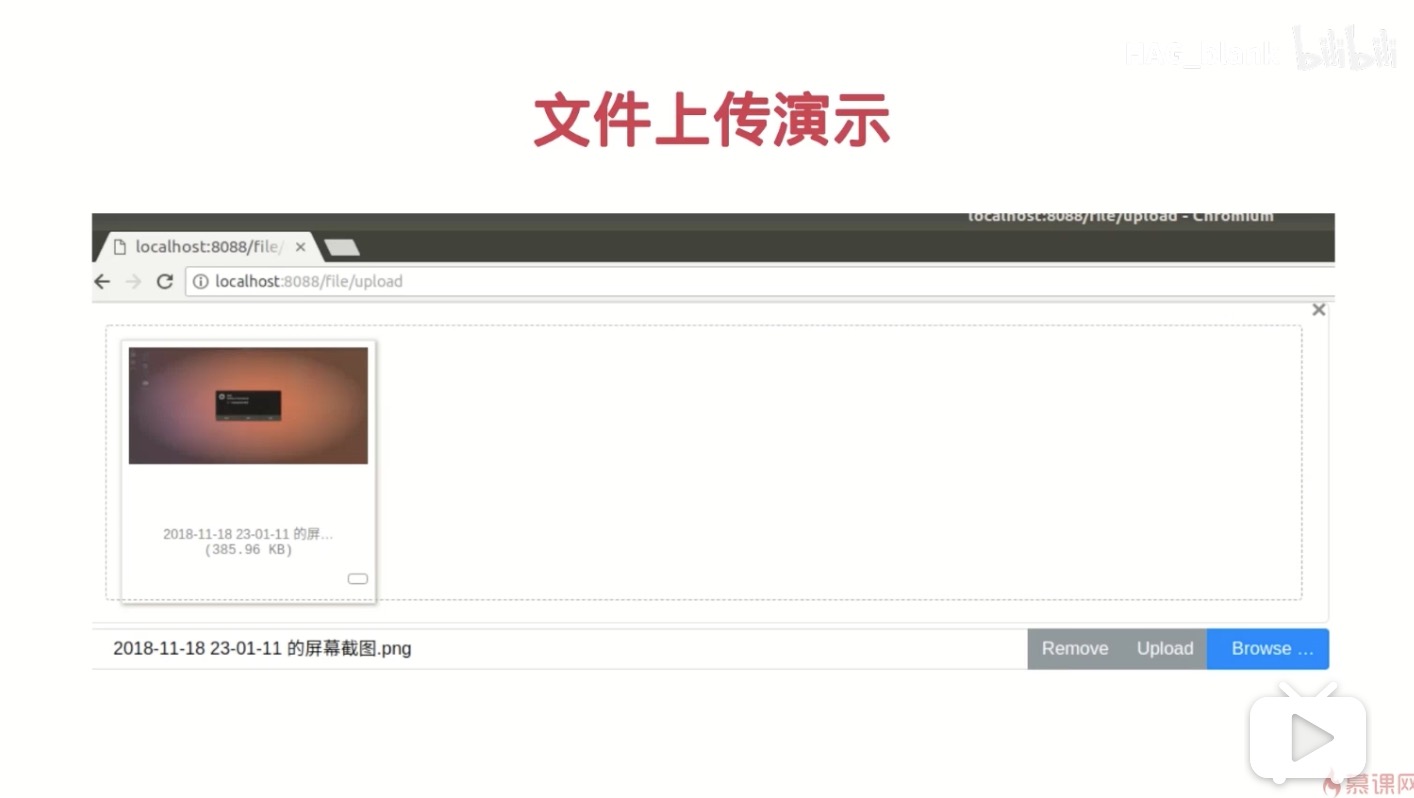 bilibili
文件上传演示
localhost:8088/file/upload - Chromium
localhost:8088/file/
localhost:8088/file/upload
2018-11-18 23-01-11 的屏…
(385.96 KB)
2018-11-18 23-01-11 的屏幕截图.png
Remove Upload Browse …
慕课网